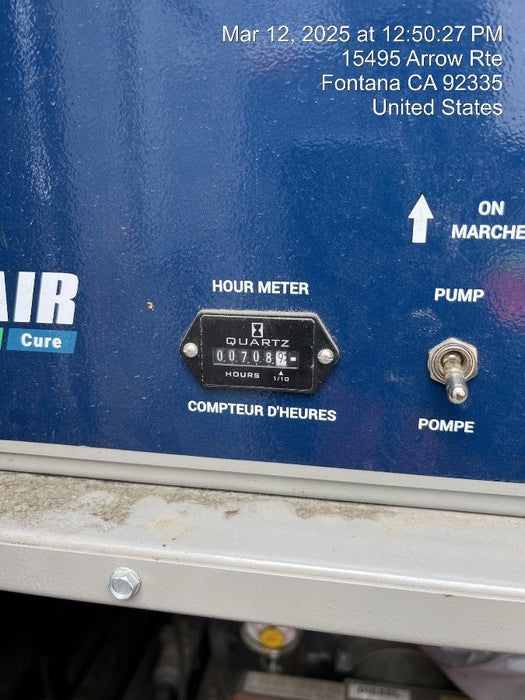 Mar 12, 2025 at 12:50:27 PM
15495 Arrow Rte
Fontana CA 92335
United States
ON
MARCHE
AIR
Cure
HOUR METER
PUMP
QUARTZ
007089
HOURS 1/10
COMPTEUR D'HEURES
POMPE